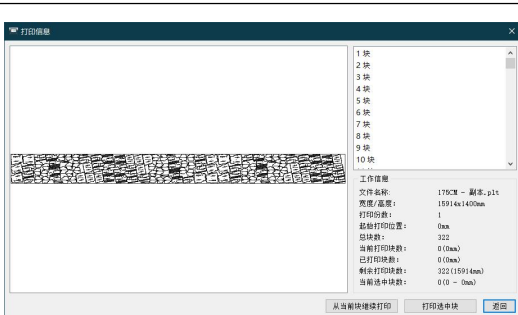 打印信息
1 块
2 块
3 块
4 块
5 块
6 块
7 块
8 块
9 块
10 块
工作信息
文件名称: 175CM - 副本.plt
宽度/高度: 15914x1400mm
打印份数: 1
起始打印位置: 0mm
总块数: 322
当前打印块数: 0(0mm)
已打印块数: 0(0mm)
剩余打印块数: 322(15914mm)
当前选中块数: 0(0 - 0mm)
从当前块继续打印 打印选中块 返回